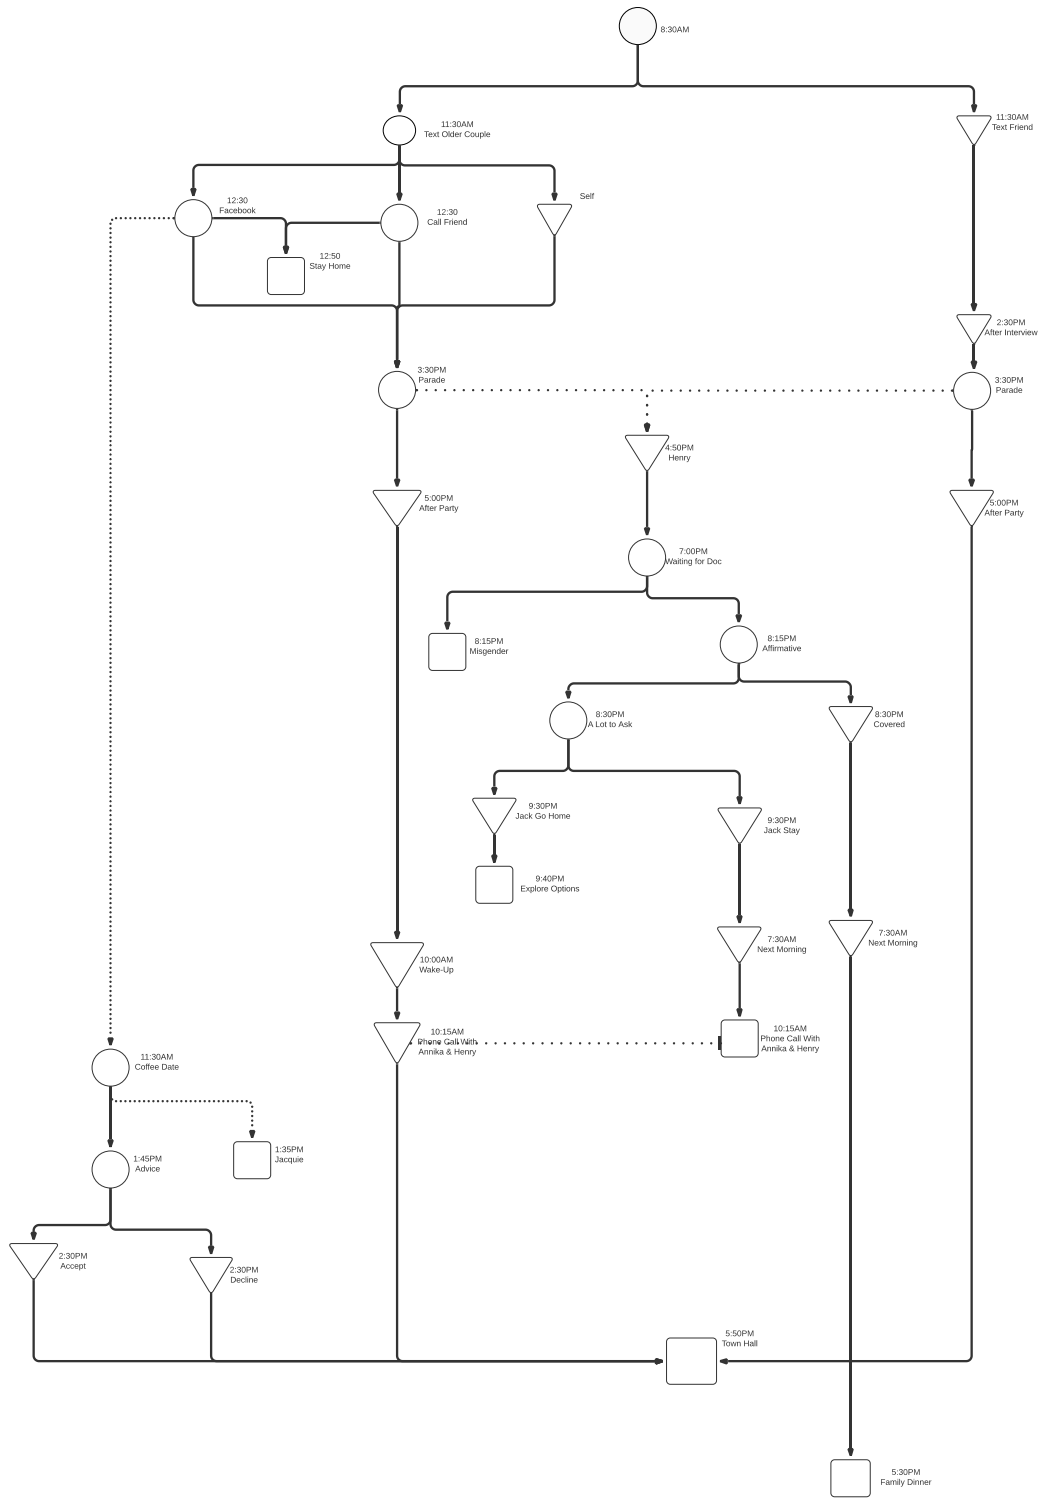 8:30AM
11:30AM
Text Older Couple
11:30AM
Text Friend
12:30
Facebook
12:30
Call Friend
Self
12:50
Stay Home
2:30PM
After Interview
3:30PM
Parade
3:30PM
Parade
4:50PM
Henry
5:00PM
After Party
5:00PM
After Party
7:00PM
Waiting for Doc
8:15PM
Misgender
8:15PM
Affirmative
8:30PM
A Lot to Ask
8:30PM
Covered
9:30PM
Jack Go Home
9:30PM
Jack Stay
9:40PM
Explore Options
7:30AM
Next Morning
7:30AM
Next Morning
10:00AM
Wake-Up
10:15AM
Phone Call With
Annika & Henry
10:15AM
Phone Call With
Annika & Henry
11:30AM
Coffee Date
1:35PM
Jacquie
1:45PM
Advice
2:30PM
Accept
2:30PM
Decline
5:50PM
Town Hall
5:30PM
Family Dinner